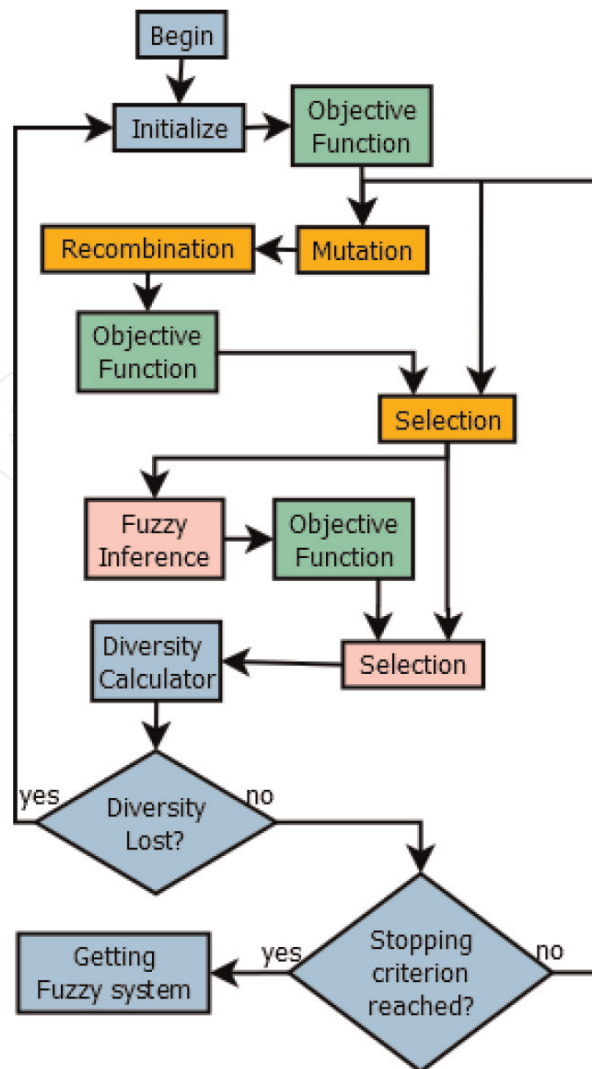 Begin
Initialize
Objective
Function
Recombination
Mutation
Objective
Function
Selection
Fuzzy
Inference
Objective
Function
Diversity
Calculator
Selection
yes
Diversity
Lost?
no
Getting
Fuzzy system
yes
Stopping
criterion
reached?
no